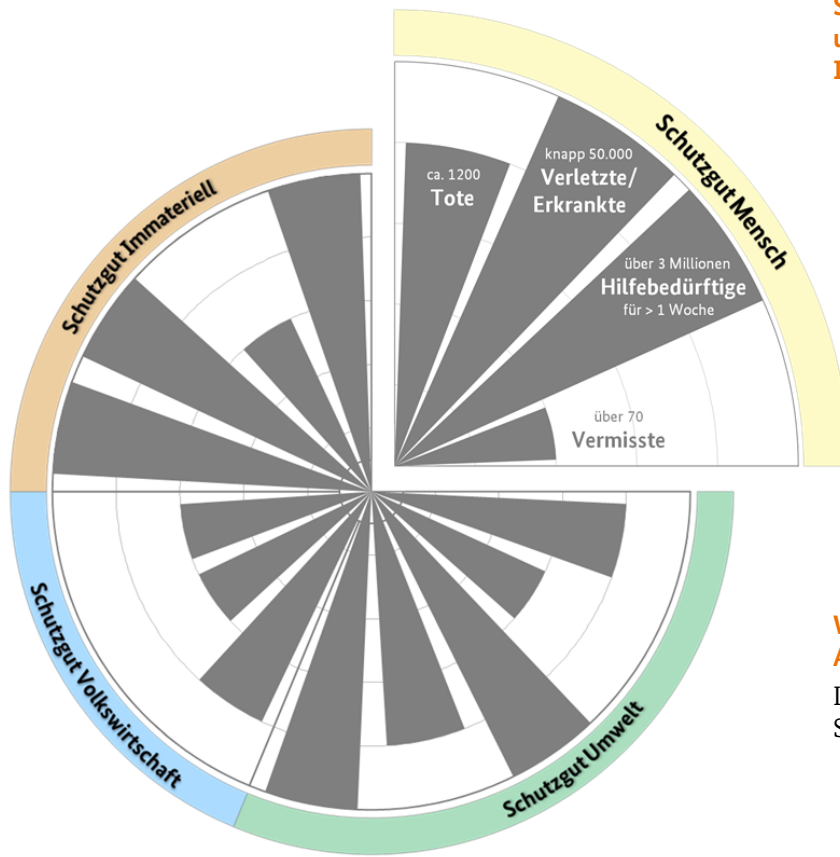 Schutzgut Immateriell
Schutzgut Mensch
ca. 1200
Tote
knapp 50.000
Verletzte/
Erkrankte
über 3 Millionen
Hilfebedürftige
für > 1 Woche
über 70
Vermisste
Schutzgut Volkswirtschaft
Schutzgut Umwelt